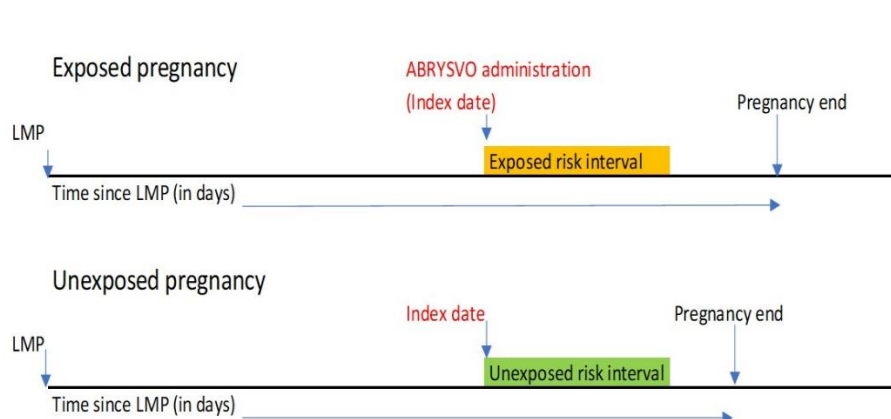 Exposed pregnancy
ABRYSVO administration
(Index date)
Pregnancy end
LMP
Exposed risk interval
Time since LMP (in days)
Unexposed pregnancy
Index date
Pregnancy end
LMP
Unexposed risk interval
Time since LMP (in days)